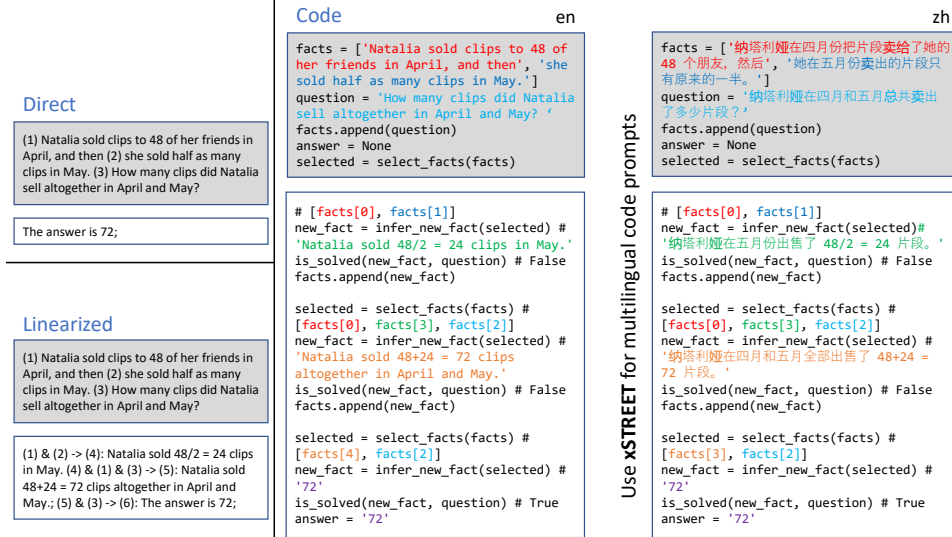 Direct
(1) Natalia sold clips to 48 of her friends in
April, and then (2) she sold half as many
clips in May. (3) How many clips did Natalia
sell altogether in April and May?
The answer is 72;
Linearized
(1) Natalia sold clips to 48 of her friends in
April, and then (2) she sold half as many
clips in May. (3) How many clips did Natalia
sell altogether in April and May?
(1) & (2) -> (4): Natalia sold 48/2 = 24 clips
in May. (4) & (1) & (3) -> (5): Natalia sold
48+24 = 72 clips altogether in April and
May.; (5) & (3) -> (6): The answer is 72;
Code
en
facts = ['Natalia sold clips to 48 of
her friends in April, and then', 'she
sold half as many clips in May.']
question = 'How many clips did Natalia
sell altogether in April and May? ‘
facts.append(question)
answer = None
selected = select_facts(facts)
# [facts[0], facts[1]]
new_fact = infer_new_fact(selected) #
'Natalia sold 48/2 = 24 clips in May.'
is_solved(new_fact, question) # False
facts.append(new_fact)
selected = select_facts(facts) #
[facts[0], facts[3], facts[2]]
new_fact = infer_new_fact(selected) #
'Natalia sold 48+24 = 72 clips
altogether in April and May.'
is_solved(new_fact, question) # False
facts.append(new_fact)
selected = select_facts(facts) #
[facts[4], facts[2]]
new_fact = infer_new_fact(selected) #
'72'
is_solved(new_fact, question) # True
answer = '72'
Use xSTREET for multilingual code prompts
zh
facts = ['纳塔利娅在四月份把片段卖给了她的
48 个朋友，然后', '她在五月份卖出的片段只
有原来的一半。']
question = '纳塔利娅在四月和五月总共卖出
了多少片段？’
facts.append(question)
answer = None
selected = select_facts(facts)
# [facts[0], facts[1]]
new_fact = infer_new_fact(selected)#
'纳塔利娅在五月份出售了 48/2 = 24 片段。'
is_solved(new_fact, question) # False
facts.append(new_fact)
selected = select_facts(facts) #
[facts[0], facts[3], facts[2]]
new_fact = infer_new_fact(selected) #
'纳塔利娅在四月和五月全部出售了 48+24 =
72 片段。'
is_solved(new_fact, question) # False
facts.append(new_fact)
selected = select_facts(facts) #
[facts[3], facts[2]]
new_fact = infer_new_fact(selected) #
'72'
is_solved(new_fact, question) # True
answer = '72'